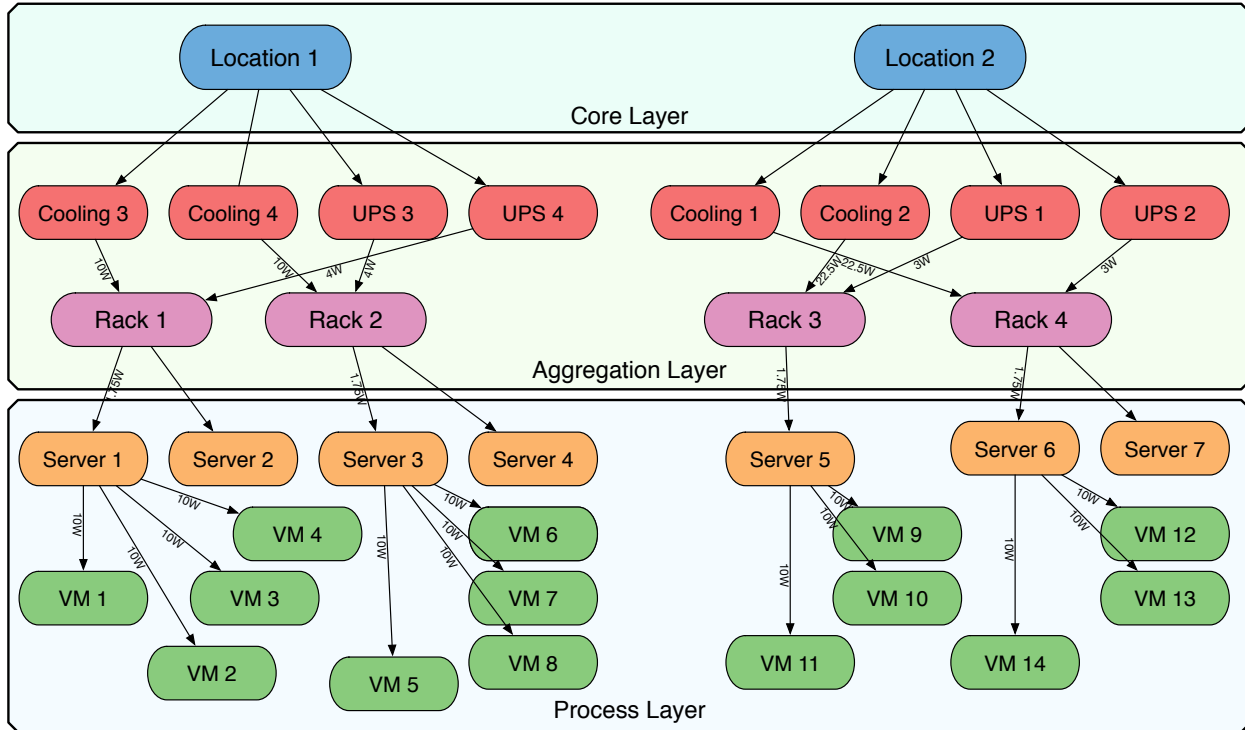 Location 1
Location 2
Core Layer
Cooling 3
Cooling 4
UPS 3
UPS 4
Cooling 1
Cooling 2
UPS 1
UPS 2
10W
10W
4W
4W
22.5W
22.5W
3W
3W
Rack 1
Rack 2
Rack 3
Rack 4
Aggregation Layer
1.75W
1.75W
1.75W
1.75W
Server 1
Server 2
Server 3
Server 4
Server 5
Server 6
Server 7
10W
10W
10W
10W
10W
10W
10W
10W
10W
10W
10W
10W
10W
10W
VM 4
VM 6
VM 9
VM 12
VM 1
VM 3
VM 7
VM 10
VM 13
VM 2
VM 5
VM 8
VM 11
VM 14
Process Layer